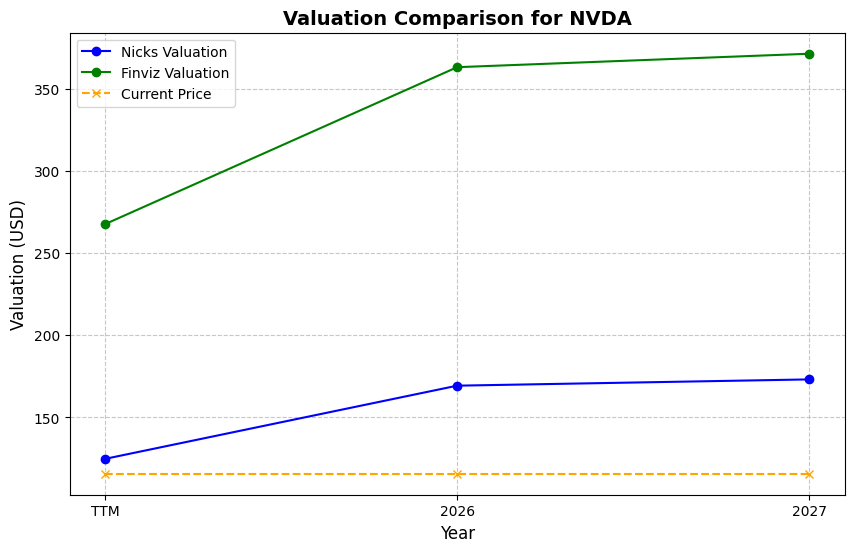 Valuation Comparison for NVDA
Nicks Valuation
Finviz Valuation
Current Price
Valuation (USD)
350
300
250
200
150
TTM
2026
2027
Year